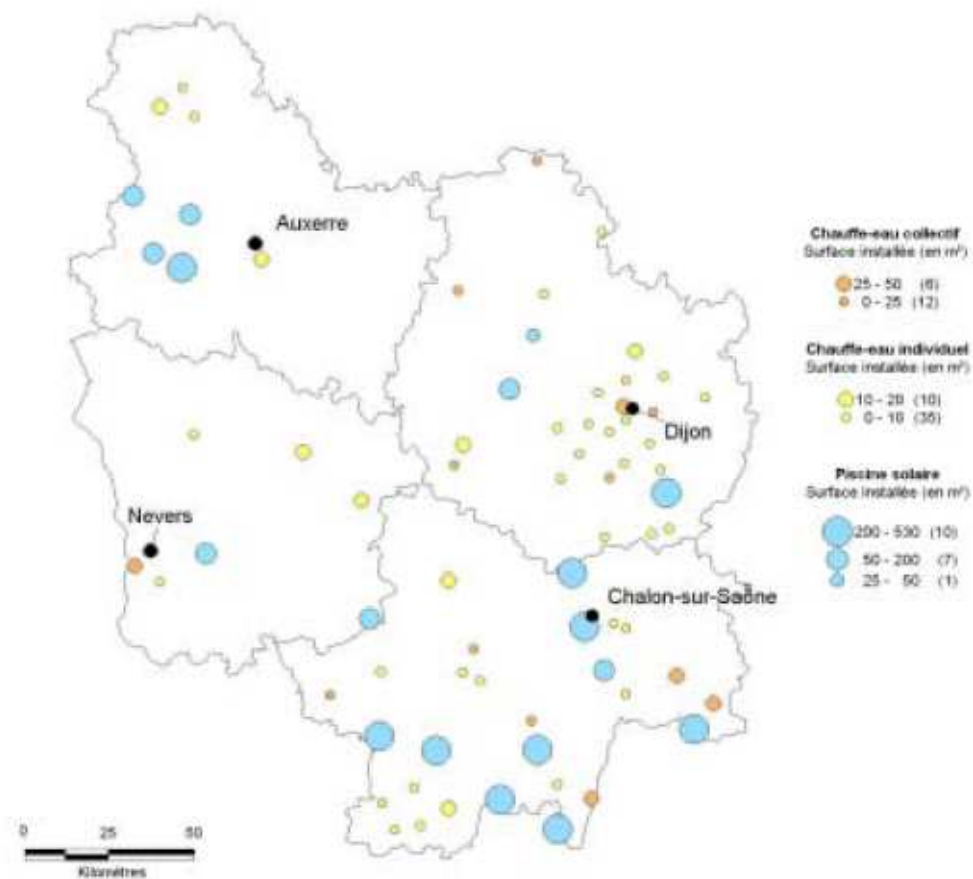 Auxerre
Dijon
Nevers
Chalon-sur-Saône
Chauffe-eau collectif
Surface installée (en m²)
25 - 50 (6)
0 - 25 (12)
Chauffe-eau individuel
Surface installée (en m²)
10 - 20 (10)
0 - 10 (35)
Piscine solaire
Surface installée (en m²)
200 - 530 (10)
50 - 200 (7)
25 - 50 (1)
0 25 50
Kilomètres